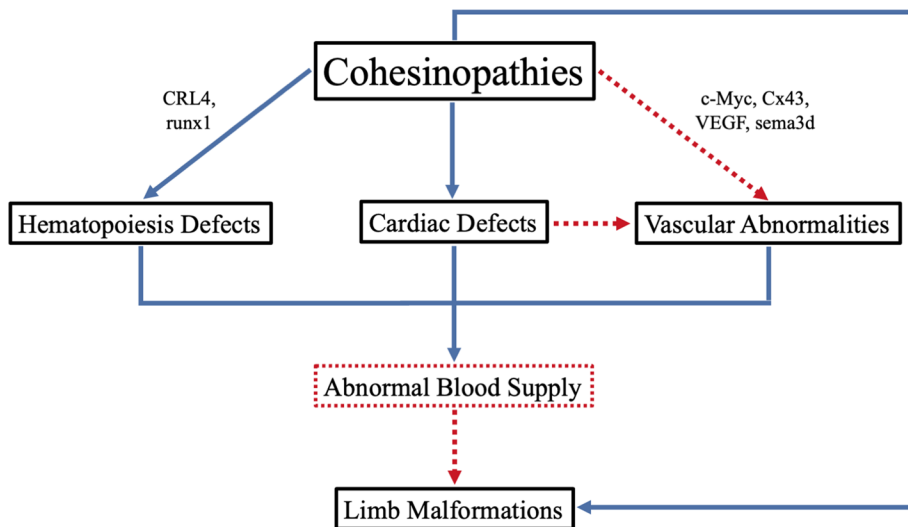 Cohesinopathies
CRL4,
runx1
c-Myc, Cx43,
VEGF, sema3d
Hematopoiesis Defects
Cardiac Defects
Vascular Abnormalities
Abnormal Blood Supply
Limb Malformations